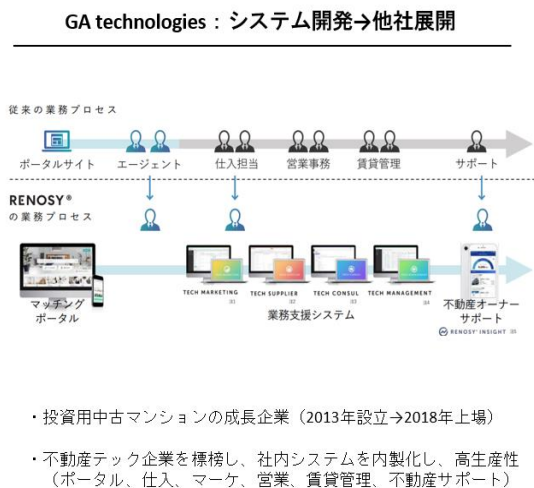 GA technologies：システム開発→他社展開
従来の業務プロセス
ポータルサイト エージェント 仕入担当 営業事務 賃貸管理 サポート
RENOSY®
の業務プロセス
TECH MARKETING TECH SUPPLIER TECH CONSUL TECH MANAGEMENT
マッチング
ポータル
業務支援システム
不動産オーナー
サポート
RENOSY INSIGHT
・投資用中古マンションの成長企業（2013年設立→2018年上場）
・不動産テック企業を標榜し、社内システムを内製化し、高生産性
（ポータル、仕入、マーケ、営業、賃貸管理、不動産サポート）